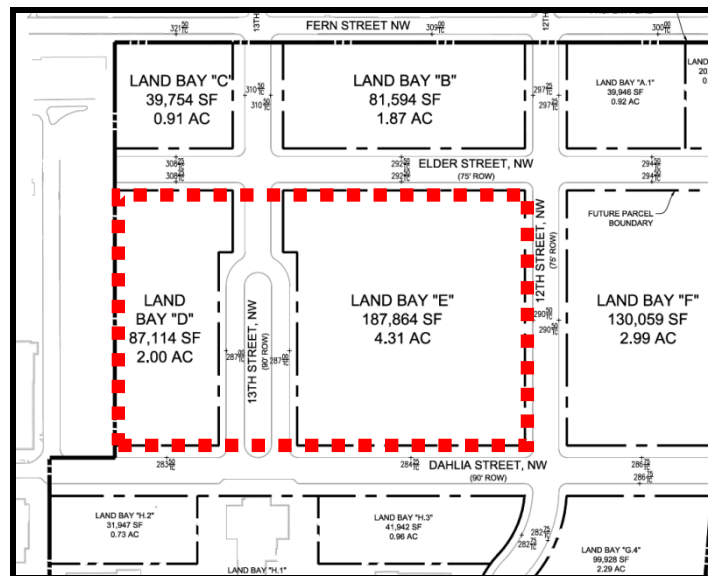 FERN STREET NW
13TH
12TH
LAND BAY "C"
39,754 SF
0.91 AC
LAND BAY "B"
81,594 SF
1.87 AC
LAND BAY "A.1"
39,946 SF
0.92 AC
LAND
ELDER STREET, NW
(75' ROW)
FUTURE PARCEL
BOUNDARY
LAND
BAY "D"
87,114 SF
2.00 AC
13TH STREET, NW
(90' ROW)
LAND BAY "E"
187,864 SF
4.31 AC
12TH STREET, NW
(75' ROW)
LAND BAY "F"
130,059 SF
2.99 AC
DAHLIA STREET, NW
(90' ROW)
LAND BAY "H.2"
31,947 SF
0.73 AC
LAND BAY "H.1"
LAND BAY "H.3"
41,942 SF
0.96 AC
LAND BAY "G.4"
99,928 SF
2.29 AC